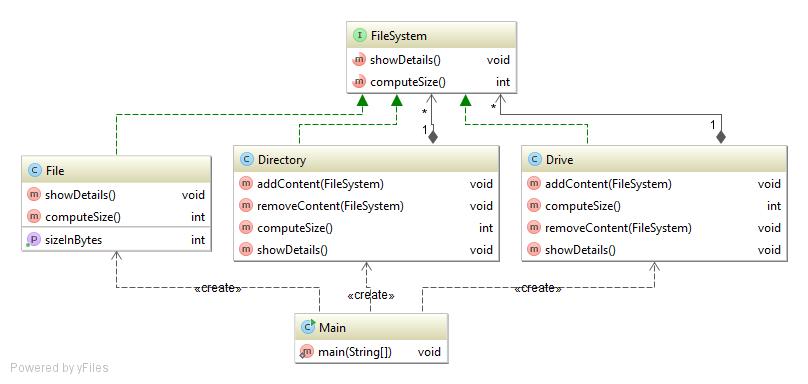 I FileSystem
m showDetails() void
m computeSize() int
* 1 * 1
C File
m showDetails() void
m computeSize() int
P sizeInBytes int
C Directory
m addContent(FileSystem) void
m removeContent(FileSystem) void
m computeSize() int
m showDetails() void
C Drive
m addContent(FileSystem) void
m computeSize() int
m removeContent(FileSystem) void
m showDetails() void
«create» «create» «create»
C Main
m main(String[]) void
Powered by yFiles